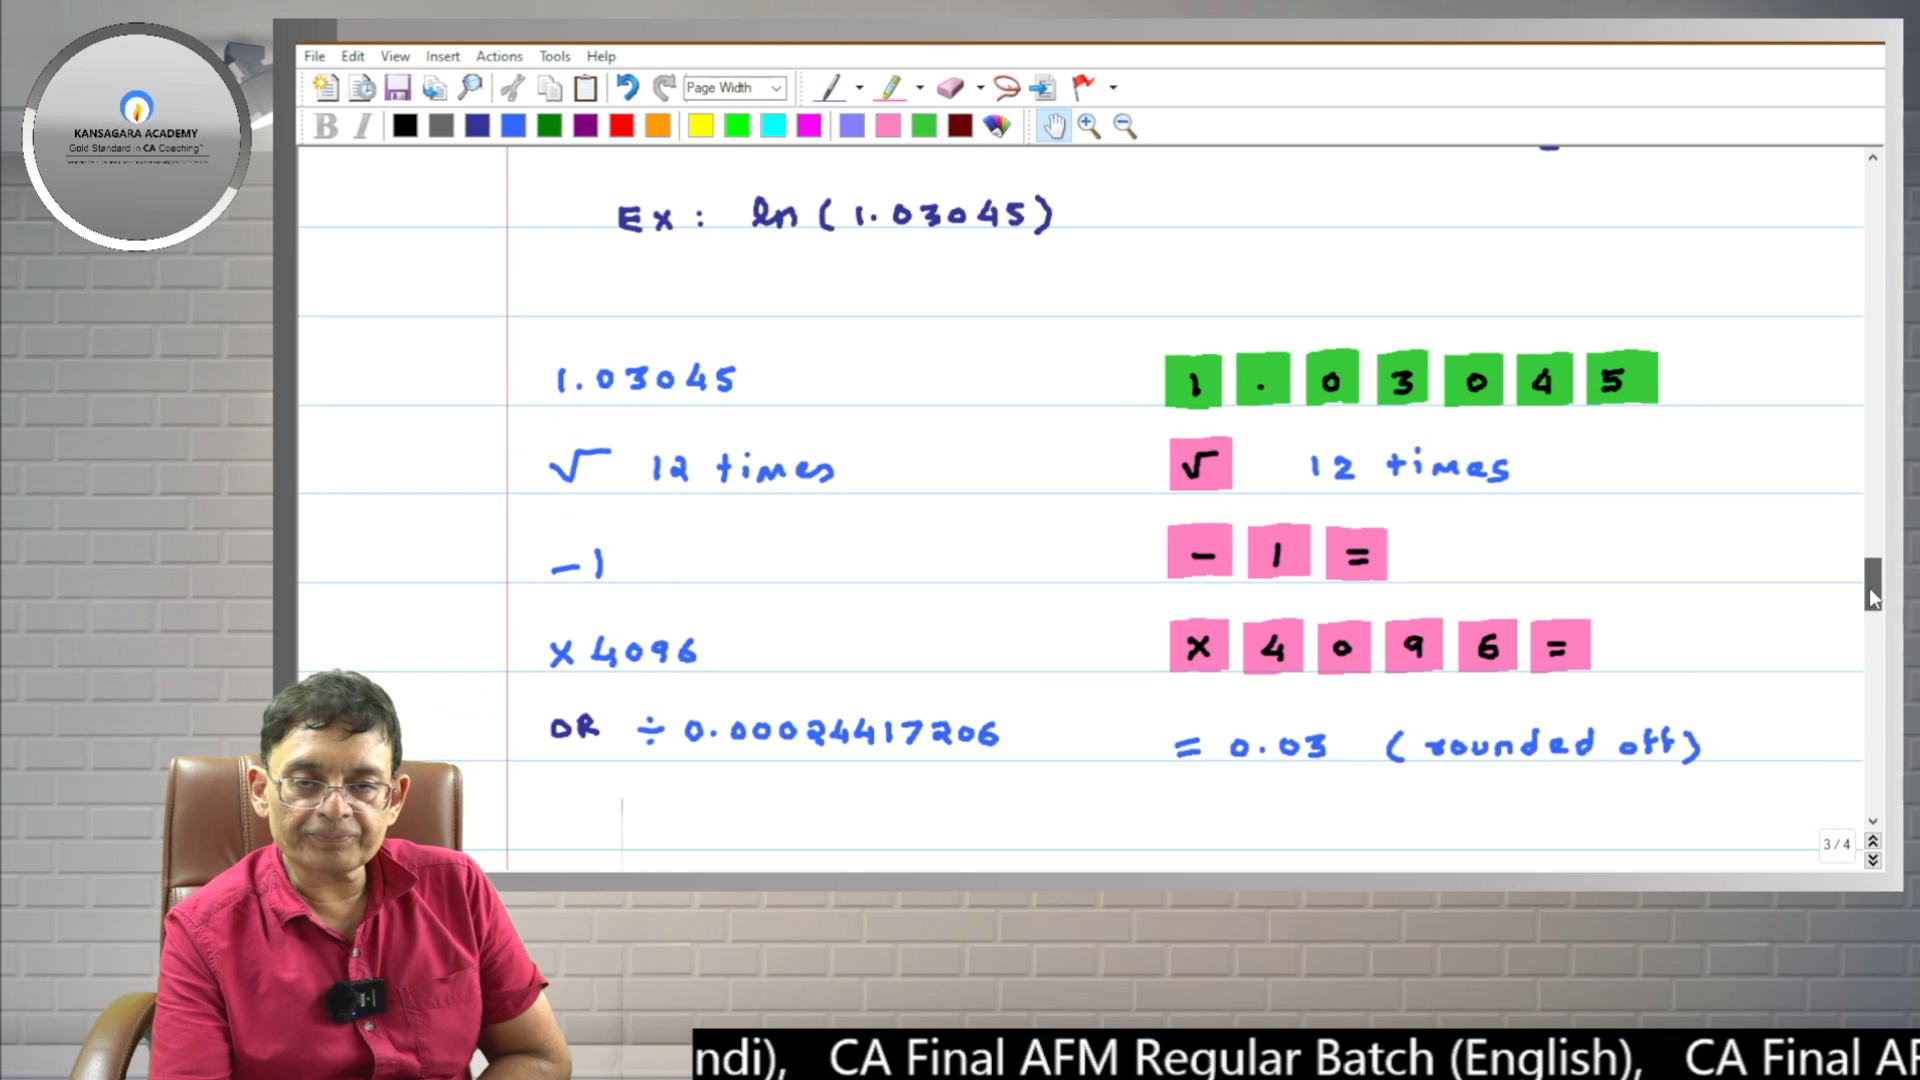 KANSAGARA ACADEMY
Gold Standard in CA Coaching™
File Edit View Insert Actions Tools Help
Page Width
B I
Ex: ln (1.03045)
1.03045 1 . 0 3 0 4 5
√ 12 times √ 12 times
-1 - 1 =
× 4096 × 4 0 9 6 =
OR ÷ 0.00024417206 = 0.03 (rounded off)
3 / 4
ndi), CA Final AFM Regular Batch (English), CA Final AF